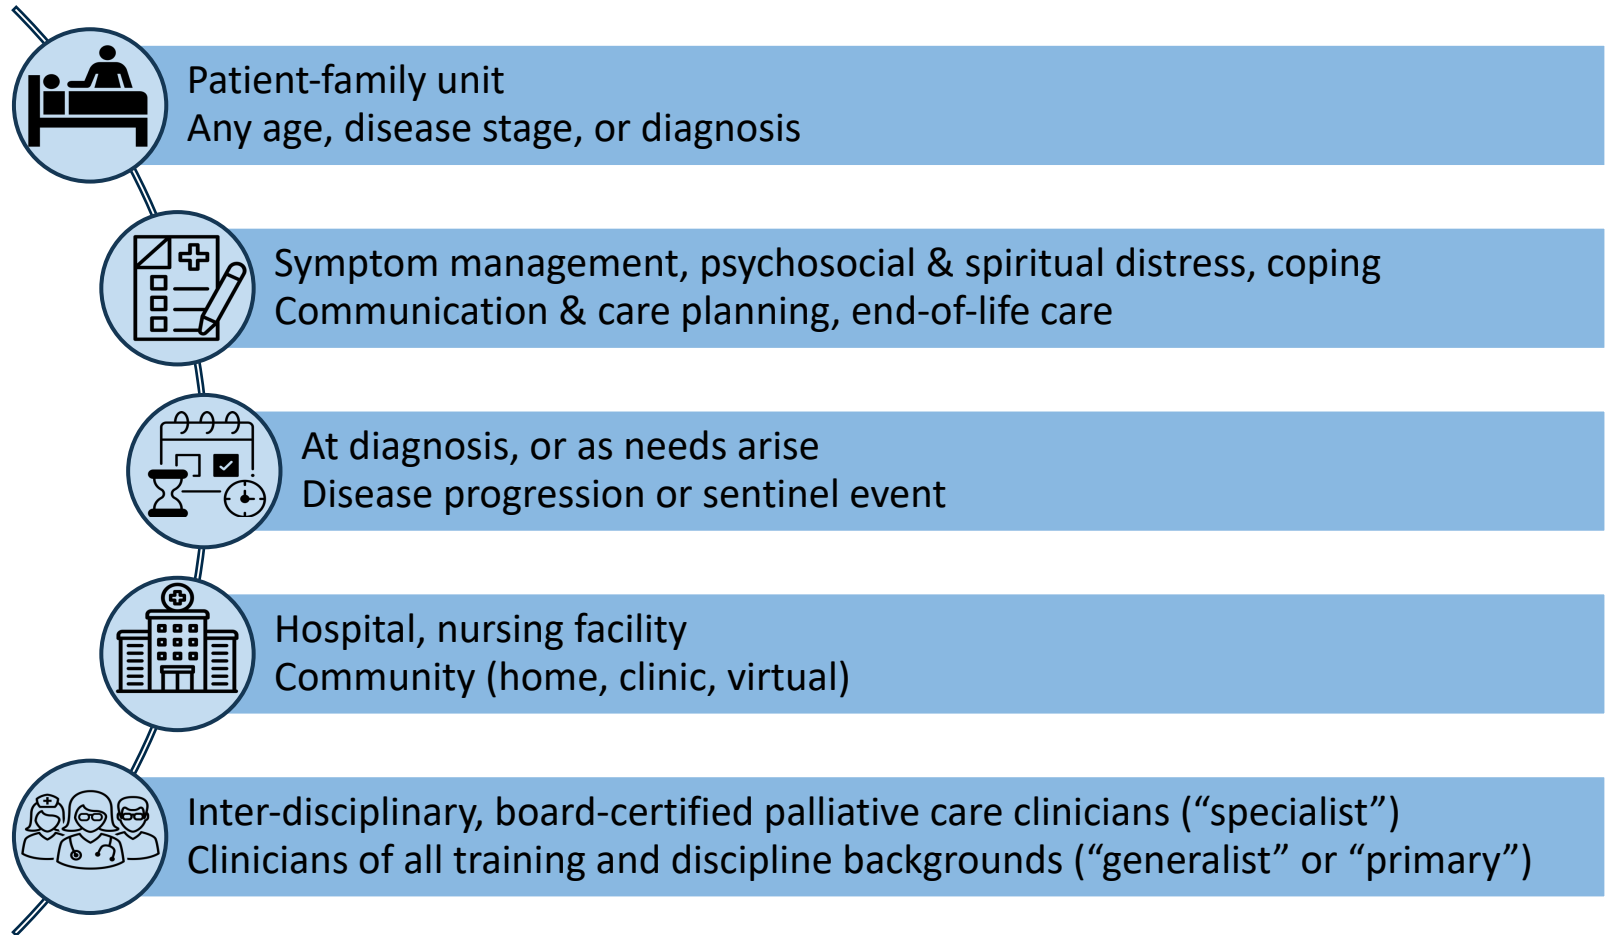 Patient-family unit
Any age, disease stage, or diagnosis
Symptom management, psychosocial & spiritual distress, coping
Communication & care planning, end-of-life care
At diagnosis, or as needs arise
Disease progression or sentinel event
Hospital, nursing facility
Community (home, clinic, virtual)
Inter-disciplinary, board-certified palliative care clinicians (“specialist”)
Clinicians of all training and discipline backgrounds (“generalist” or “primary”)